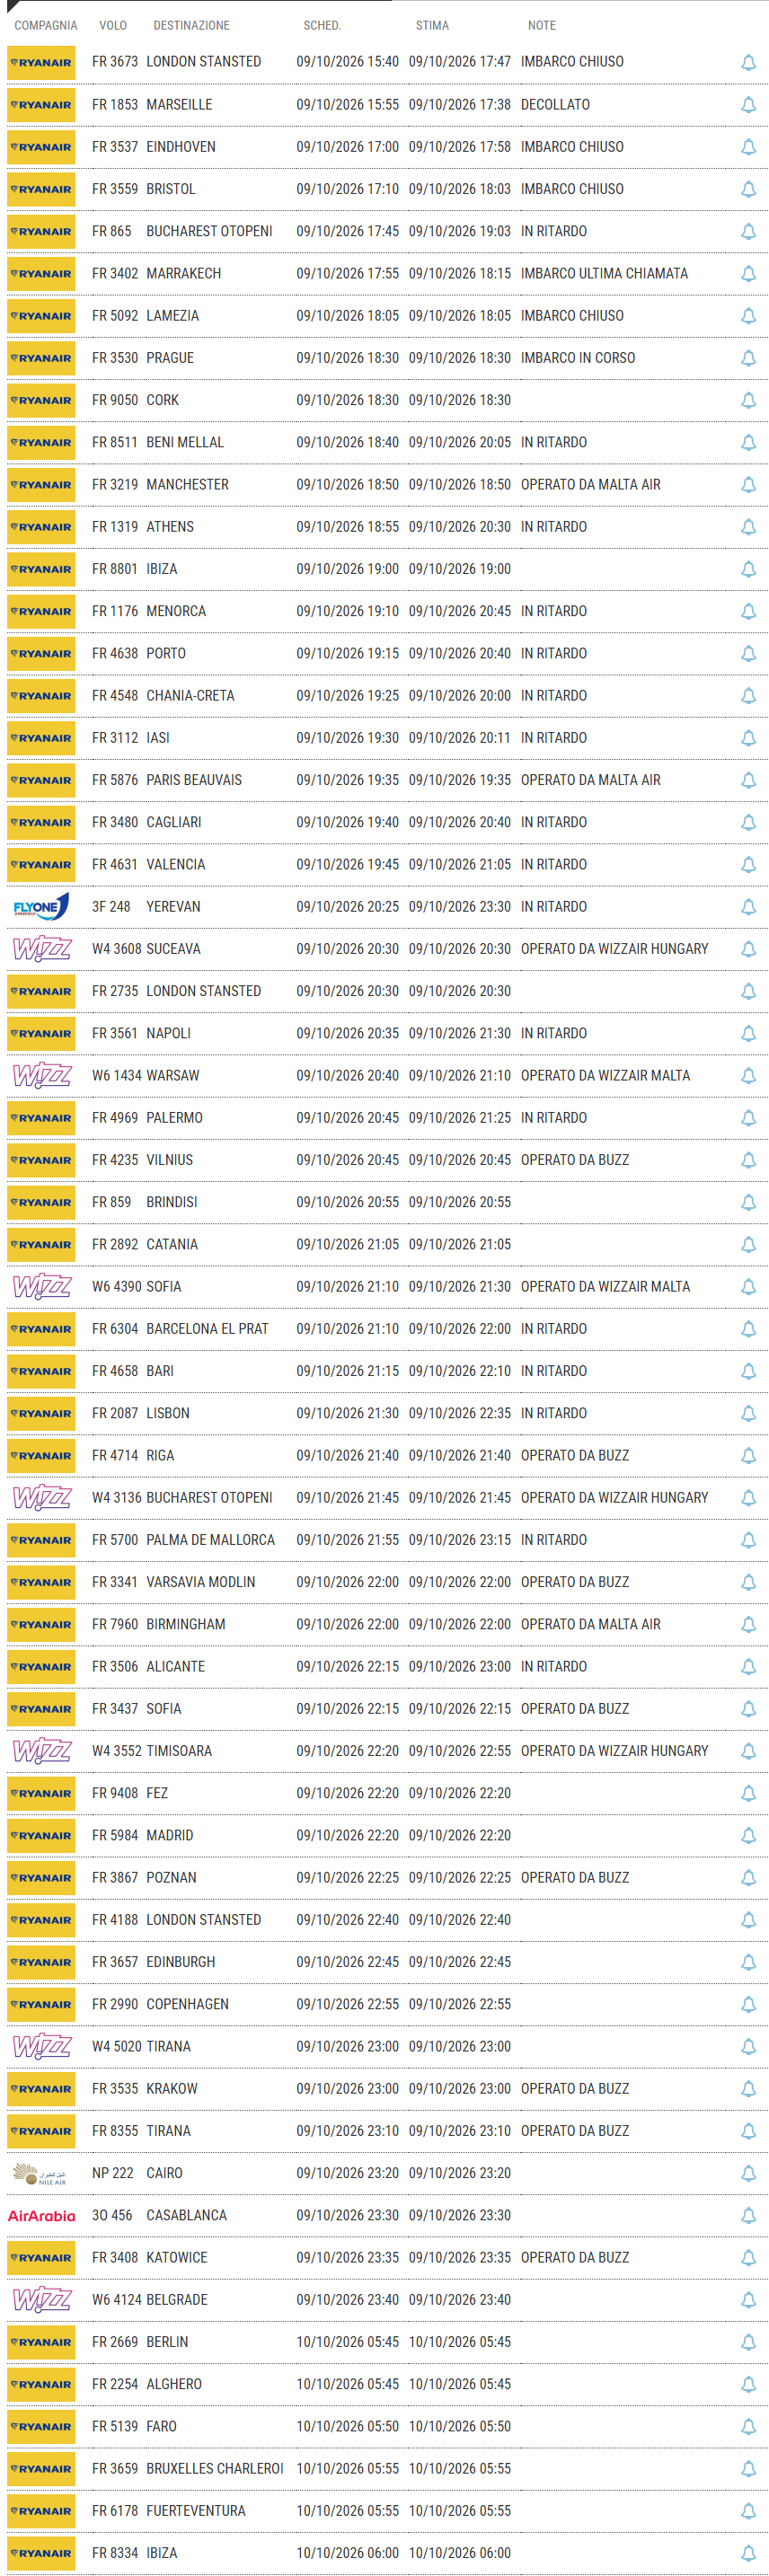 COMPAGNIA VOLO DESTINAZIONE SCHED. STIMA NOTE
RYANAIR FR 3673 LONDON STANSTED 09/10/2026 15:40 09/10/2026 17:47 IMBARCO CHIUSO
RYANAIR FR 1853 MARSEILLE 09/10/2026 15:55 09/10/2026 17:38 DECOLLATO
RYANAIR FR 3537 EINDHOVEN 09/10/2026 17:00 09/10/2026 17:58 IMBARCO CHIUSO
RYANAIR FR 3559 BRISTOL 09/10/2026 17:10 09/10/2026 18:03 IMBARCO CHIUSO
RYANAIR FR 865 BUCHAREST OTOPENI 09/10/2026 17:45 09/10/2026 19:03 IN RITARDO
RYANAIR FR 3402 MARRAKECH 09/10/2026 17:55 09/10/2026 18:15 IMBARCO ULTIMA CHIAMATA
RYANAIR FR 5092 LAMEZIA 09/10/2026 18:05 09/10/2026 18:05 IMBARCO CHIUSO
RYANAIR FR 3530 PRAGUE 09/10/2026 18:30 09/10/2026 18:30 IMBARCO IN CORSO
RYANAIR FR 9050 CORK 09/10/2026 18:30 09/10/2026 18:30
RYANAIR FR 8511 BENI MELLAL 09/10/2026 18:40 09/10/2026 20:05 IN RITARDO
RYANAIR FR 3219 MANCHESTER 09/10/2026 18:50 09/10/2026 18:50 OPERATO DA MALTA AIR
RYANAIR FR 1319 ATHENS 09/10/2026 18:55 09/10/2026 20:30 IN RITARDO
RYANAIR FR 8801 IBIZA 09/10/2026 19:00 09/10/2026 19:00
RYANAIR FR 1176 MENORCA 09/10/2026 19:10 09/10/2026 20:45 IN RITARDO
RYANAIR FR 4638 PORTO 09/10/2026 19:15 09/10/2026 20:40 IN RITARDO
RYANAIR FR 4548 CHANIA-CRETA 09/10/2026 19:25 09/10/2026 20:00 IN RITARDO
RYANAIR FR 3112 IASI 09/10/2026 19:30 09/10/2026 20:11 IN RITARDO
RYANAIR FR 5876 PARIS BEAUVAIS 09/10/2026 19:35 09/10/2026 19:35 OPERATO DA MALTA AIR
RYANAIR FR 3480 CAGLIARI 09/10/2026 19:40 09/10/2026 20:40 IN RITARDO
RYANAIR FR 4631 VALENCIA 09/10/2026 19:45 09/10/2026 21:05 IN RITARDO
FLYONE ARMENIA 3F 248 YEREVAN 09/10/2026 20:25 09/10/2026 23:30 IN RITARDO
WIZZ W4 3608 SUCEAVA 09/10/2026 20:30 09/10/2026 20:30 OPERATO DA WIZZAIR HUNGARY
RYANAIR FR 2735 LONDON STANSTED 09/10/2026 20:30 09/10/2026 20:30
RYANAIR FR 3561 NAPOLI 09/10/2026 20:35 09/10/2026 21:30 IN RITARDO
WIZZ W6 1434 WARSAW 09/10/2026 20:40 09/10/2026 21:10 OPERATO DA WIZZAIR MALTA
RYANAIR FR 4969 PALERMO 09/10/2026 20:45 09/10/2026 21:25 IN RITARDO
RYANAIR FR 4235 VILNIUS 09/10/2026 20:45 09/10/2026 20:45 OPERATO DA BUZZ
RYANAIR FR 859 BRINDISI 09/10/2026 20:55 09/10/2026 20:55
RYANAIR FR 2892 CATANIA 09/10/2026 21:05 09/10/2026 21:05
WIZZ W6 4390 SOFIA 09/10/2026 21:10 09/10/2026 21:30 OPERATO DA WIZZAIR MALTA
RYANAIR FR 6304 BARCELONA EL PRAT 09/10/2026 21:10 09/10/2026 22:00 IN RITARDO
RYANAIR FR 4658 BARI 09/10/2026 21:15 09/10/2026 22:10 IN RITARDO
RYANAIR FR 2087 LISBON 09/10/2026 21:30 09/10/2026 22:35 IN RITARDO
RYANAIR FR 4714 RIGA 09/10/2026 21:40 09/10/2026 21:40 OPERATO DA BUZZ
WIZZ W4 3136 BUCHAREST OTOPENI 09/10/2026 21:45 09/10/2026 21:45 OPERATO DA WIZZAIR HUNGARY
RYANAIR FR 5700 PALMA DE MALLORCA 09/10/2026 21:55 09/10/2026 23:15 IN RITARDO
RYANAIR FR 3341 VARSAVIA MODLIN 09/10/2026 22:00 09/10/2026 22:00 OPERATO DA BUZZ
RYANAIR FR 7960 BIRMINGHAM 09/10/2026 22:00 09/10/2026 22:00 OPERATO DA MALTA AIR
RYANAIR FR 3506 ALICANTE 09/10/2026 22:15 09/10/2026 23:00 IN RITARDO
RYANAIR FR 3437 SOFIA 09/10/2026 22:15 09/10/2026 22:15 OPERATO DA BUZZ
WIZZ W4 3552 TIMISOARA 09/10/2026 22:20 09/10/2026 22:55 OPERATO DA WIZZAIR HUNGARY
RYANAIR FR 9408 FEZ 09/10/2026 22:20 09/10/2026 22:20
RYANAIR FR 5984 MADRID 09/10/2026 22:20 09/10/2026 22:20
RYANAIR FR 3867 POZNAN 09/10/2026 22:25 09/10/2026 22:25 OPERATO DA BUZZ
RYANAIR FR 4188 LONDON STANSTED 09/10/2026 22:40 09/10/2026 22:40
RYANAIR FR 3657 EDINBURGH 09/10/2026 22:45 09/10/2026 22:45
RYANAIR FR 2990 COPENHAGEN 09/10/2026 22:55 09/10/2026 22:55
WIZZ W4 5020 TIRANA 09/10/2026 23:00 09/10/2026 23:00
RYANAIR FR 3535 KRAKOW 09/10/2026 23:00 09/10/2026 23:00 OPERATO DA BUZZ
RYANAIR FR 8355 TIRANA 09/10/2026 23:10 09/10/2026 23:10 OPERATO DA BUZZ
النيل للطيران NILE AIR NP 222 CAIRO 09/10/2026 23:20 09/10/2026 23:20
AirArabia 3O 456 CASABLANCA 09/10/2026 23:30 09/10/2026 23:30
RYANAIR FR 3408 KATOWICE 09/10/2026 23:35 09/10/2026 23:35 OPERATO DA BUZZ
WIZZ W6 4124 BELGRADE 09/10/2026 23:40 09/10/2026 23:40
RYANAIR FR 2669 BERLIN 10/10/2026 05:45 10/10/2026 05:45
RYANAIR FR 2254 ALGHERO 10/10/2026 05:45 10/10/2026 05:45
RYANAIR FR 5139 FARO 10/10/2026 05:50 10/10/2026 05:50
RYANAIR FR 3659 BRUXELLES CHARLEROI 10/10/2026 05:55 10/10/2026 05:55
RYANAIR FR 6178 FUERTEVENTURA 10/10/2026 05:55 10/10/2026 05:55
RYANAIR FR 8334 IBIZA 10/10/2026 06:00 10/10/2026 06:00